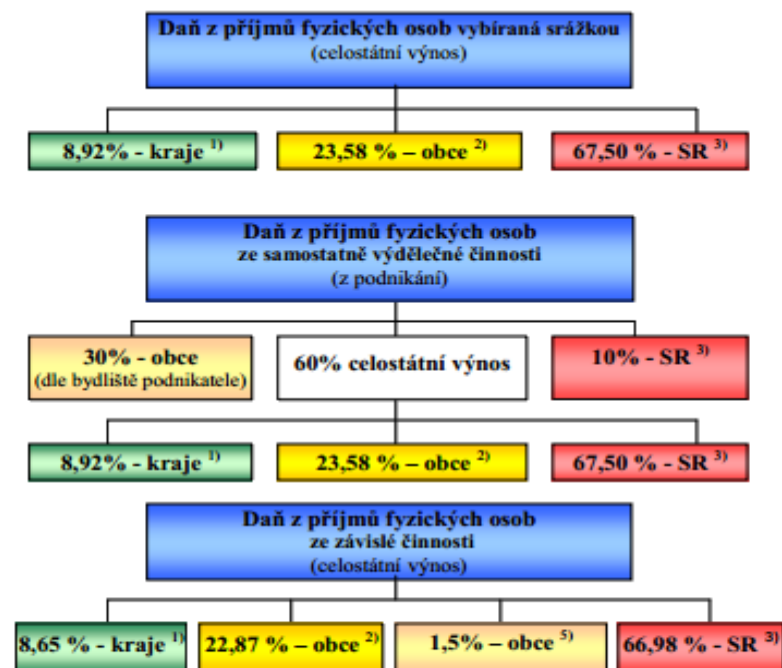 Daň z příjmů fyzických osob vybíraná srážkou
(celostátní výnos)
8,92% - kraje 1)
23,58 % – obce 2)
67,50 % - SR 3)
Daň z příjmů fyzických osob
ze samostatně výdělečné činnosti
(z podnikání)
30% - obce
(dle bydliště podnikatele)
60% celostátní výnos
10% - SR 3)
8,92% - kraje 1)
23,58 % – obce 2)
67,50 % - SR 3)
Daň z příjmů fyzických osob
ze závislé činnosti
(celostátní výnos)
8,65 % - kraje 1)
22,87 % – obce 2)
1,5% – obce 5)
66,98 % - SR 3)